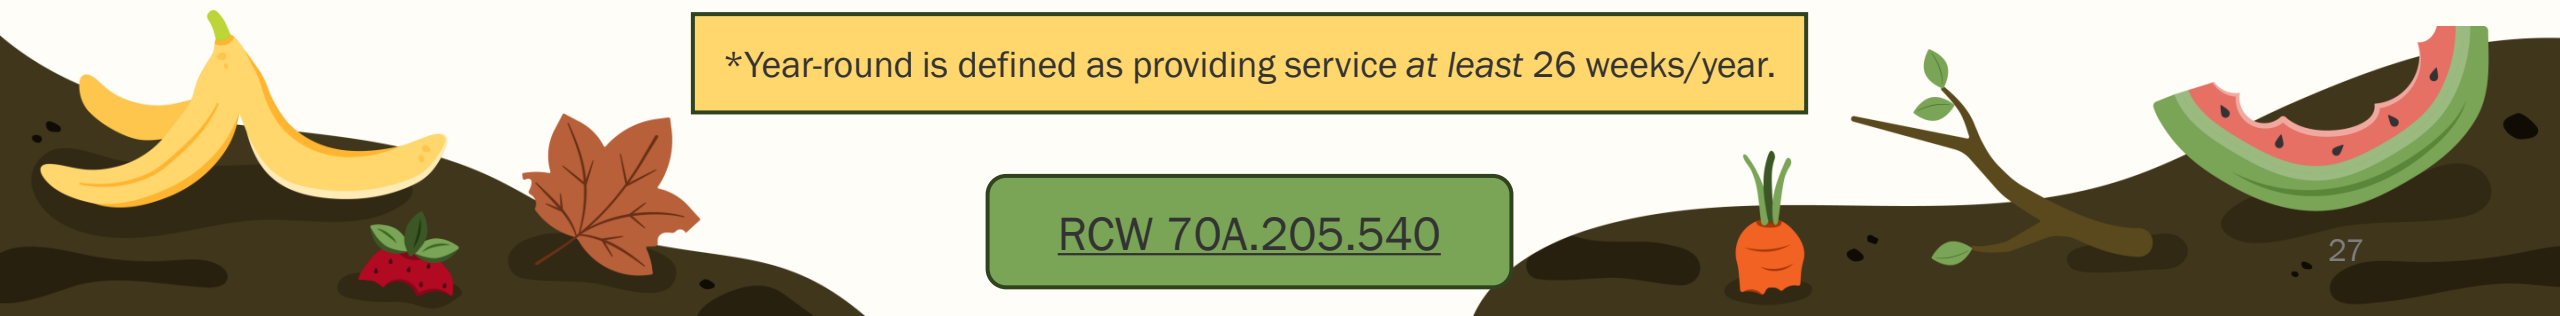 *Year-round is defined as providing service at least 26 weeks/year.
RCW 70A.205.540
27